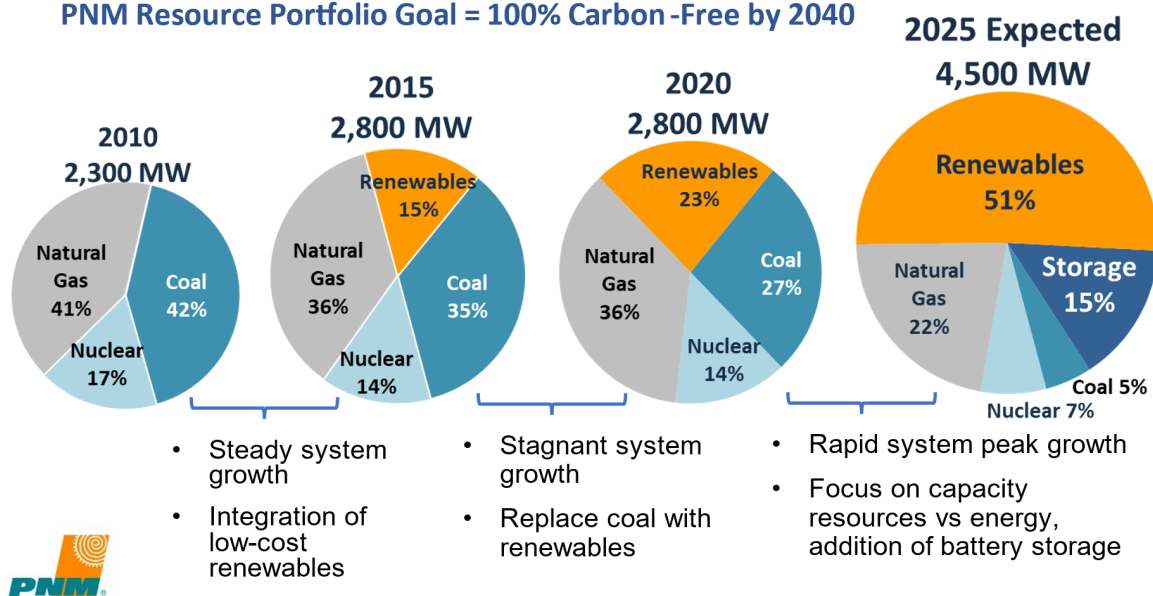 PNM Resource Portfolio Goal = 100% Carbon-Free by 2040
2010
2,300 MW
Natural
Gas
41%
Coal
42%
Nuclear
17%
2015
2,800 MW
Renewables
15%
Natural
Gas
36%
Coal
35%
Nuclear
14%
2020
2,800 MW
Renewables
23%
Natural
Gas
36%
Coal
27%
Nuclear
14%
2025 Expected
4,500 MW
Renewables
51%
Natural
Gas
22%
Storage
15%
Coal 5%
Nuclear 7%
• Steady system
growth
• Integration of
low-cost
renewables
• Stagnant system
growth
• Replace coal with
renewables
• Rapid system peak growth
• Focus on capacity
resources vs energy,
addition of battery storage
PNM®